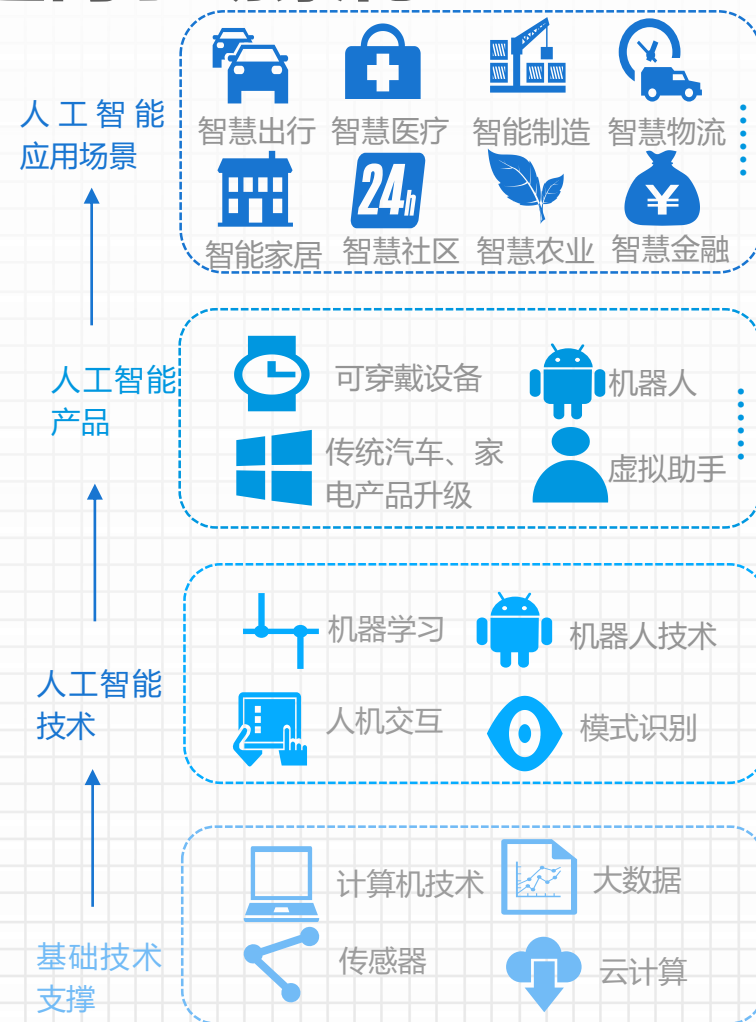 人工智能
应用场景
智慧出行 智慧医疗 智能制造 智慧物流
24h
¥
智能家居 智慧社区 智慧农业 智慧金融
人工智能
产品
可穿戴设备 机器人
传统汽车、家
电产品升级
虚拟助手
人工智能
技术
机器学习 机器人技术
人机交互 模式识别
基础技术
支撑
计算机技术 大数据
传感器 云计算